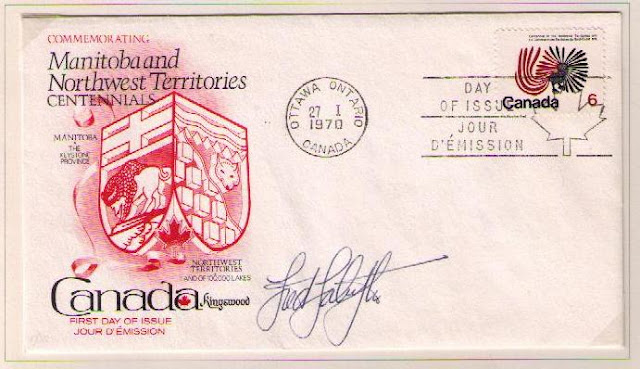 COMMEMORATING
Manitoba and
Northwest Territories
CENTENNIALS
MANITOBA
THE
KEYSTONE
PROVINCE
NORTHWEST
TERRITORIES
LAND OF 100,000 LAKES
Canada
Kingswood
FIRST DAY OF ISSUE
JOUR D'ÉMISSION
OTTAWA ONTARIO
27 I
1970
CANADA
DAY
OF ISSUE
JOUR
D'ÉMISSION
Canada 6